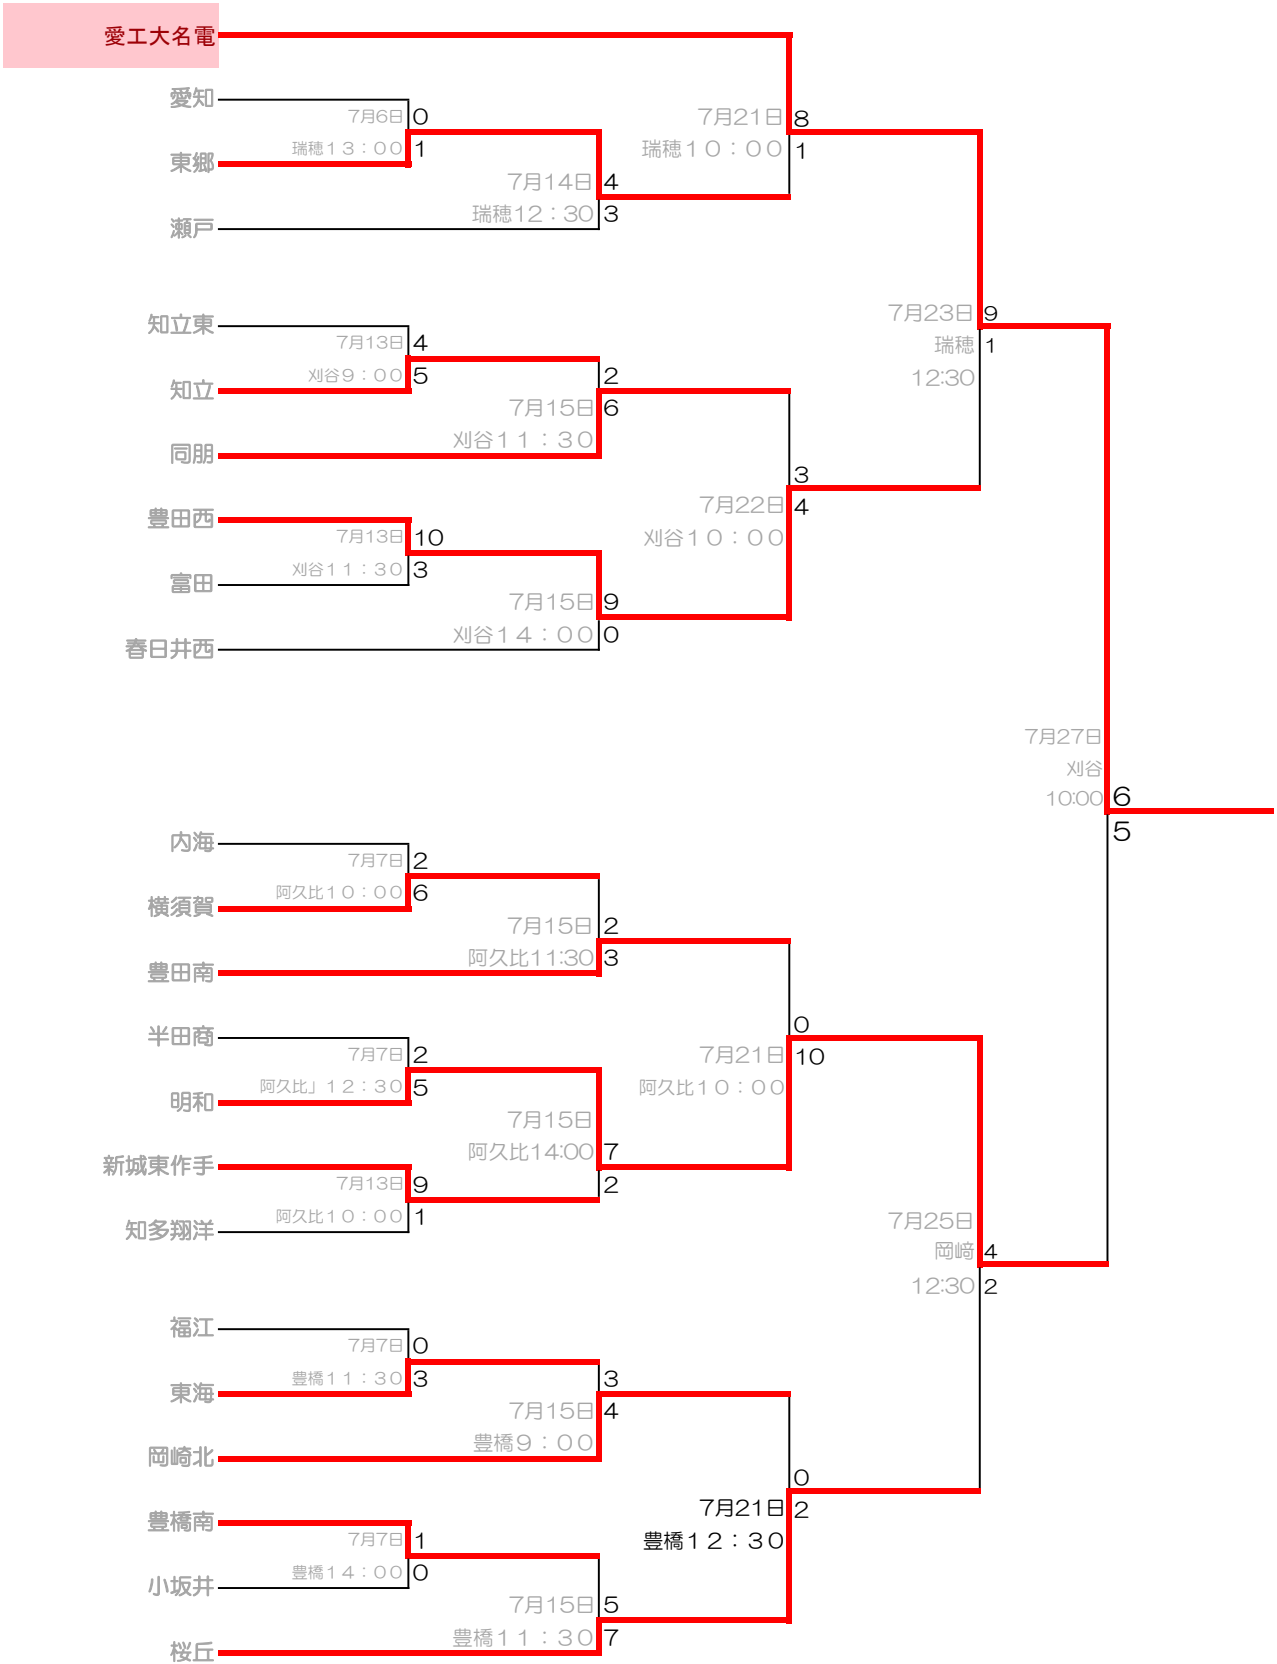 愛工大名電
愛知
7月6日 0
瑞穂13：00 1
東郷
7月14日 4
瑞穂12：30 3
瀬戸
7月21日 8
瑞穂10：00 1
知立東
7月13日 4
刈谷9：00 5
知立
2
7月15日 6
刈谷11：30
同朋
豊田西
7月13日 10
刈谷11：30 3
富田
7月15日 9
刈谷14：00 0
春日井西
3
7月22日 4
刈谷10：00
7月23日 9
瑞穂 1
12:30
7月27日
刈谷
10:00 6
5
内海
7月7日 2
阿久比10：00 6
横須賀
7月15日 2
阿久比11:30 3
豊田南
半田商
7月7日 2
阿久比」12：30 5
明和
7月15日
阿久比14:00 7
2
新城東作手
7月13日 9
阿久比10：00 1
知多翔洋
0
7月21日 10
阿久比10：00
7月25日
岡﨑 4
12:30 2
福江
7月7日 0
豊橋11：30 3
東海
3
7月15日 4
豊橋9：00
岡崎北
豊橋南
7月7日 1
豊橋14：00 0
小坂井
7月15日 5
豊橋11：30 7
桜丘
0
7月21日 2
豊橋12：30